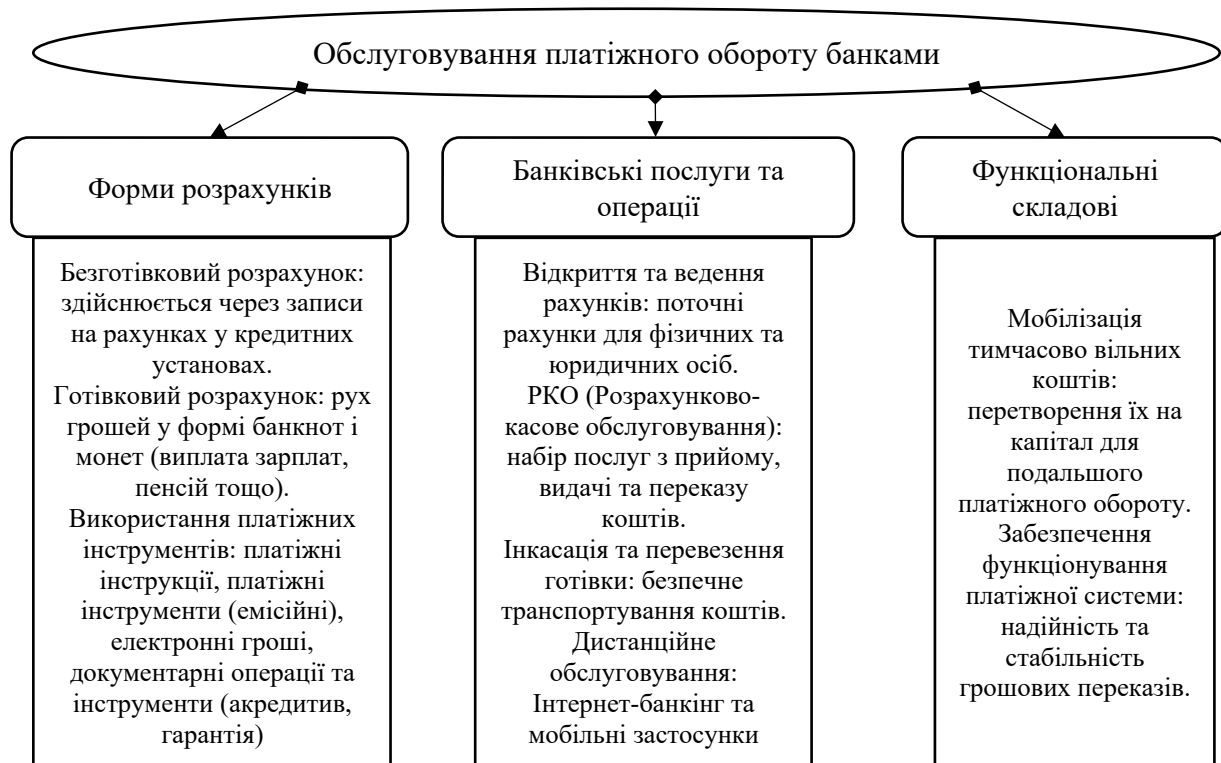 Обслуговування платіжного обороту банками
Форми розрахунків
Безготівковий розрахунок:
здійснюється через записи
на рахунках у кредитних
установах.
Готівковий розрахунок: рух
грошей у формі банкнот і
монет (виплата зарплат,
пенсій тощо).
Використання платіжних
інструментів: платіжні
інструкції, платіжні
інструменти (емісійні),
електронні гроші,
документарні операції та
інструменти (акредитив,
гарантія)
Банківські послуги та
операції
Відкриття та ведення
рахунків: поточні
рахунки для фізичних та
юридичних осіб.
РКО (Розрахунково-
касове обслуговування):
набір послуг з прийому,
видачі та переказу
коштів.
Інкасація та перевезення
готівки: безпечне
транспортування коштів.
Дистанційне
обслуговування:
Інтернет-банкінг та
мобільні застосунки
Функціональні
складові
Мобілізація
тимчасово вільних
коштів:
перетворення їх на
капітал для
подальшого
платіжного обороту.
Забезпечення
функціонування
платіжної системи:
надійність та
стабільність
грошових переказів.